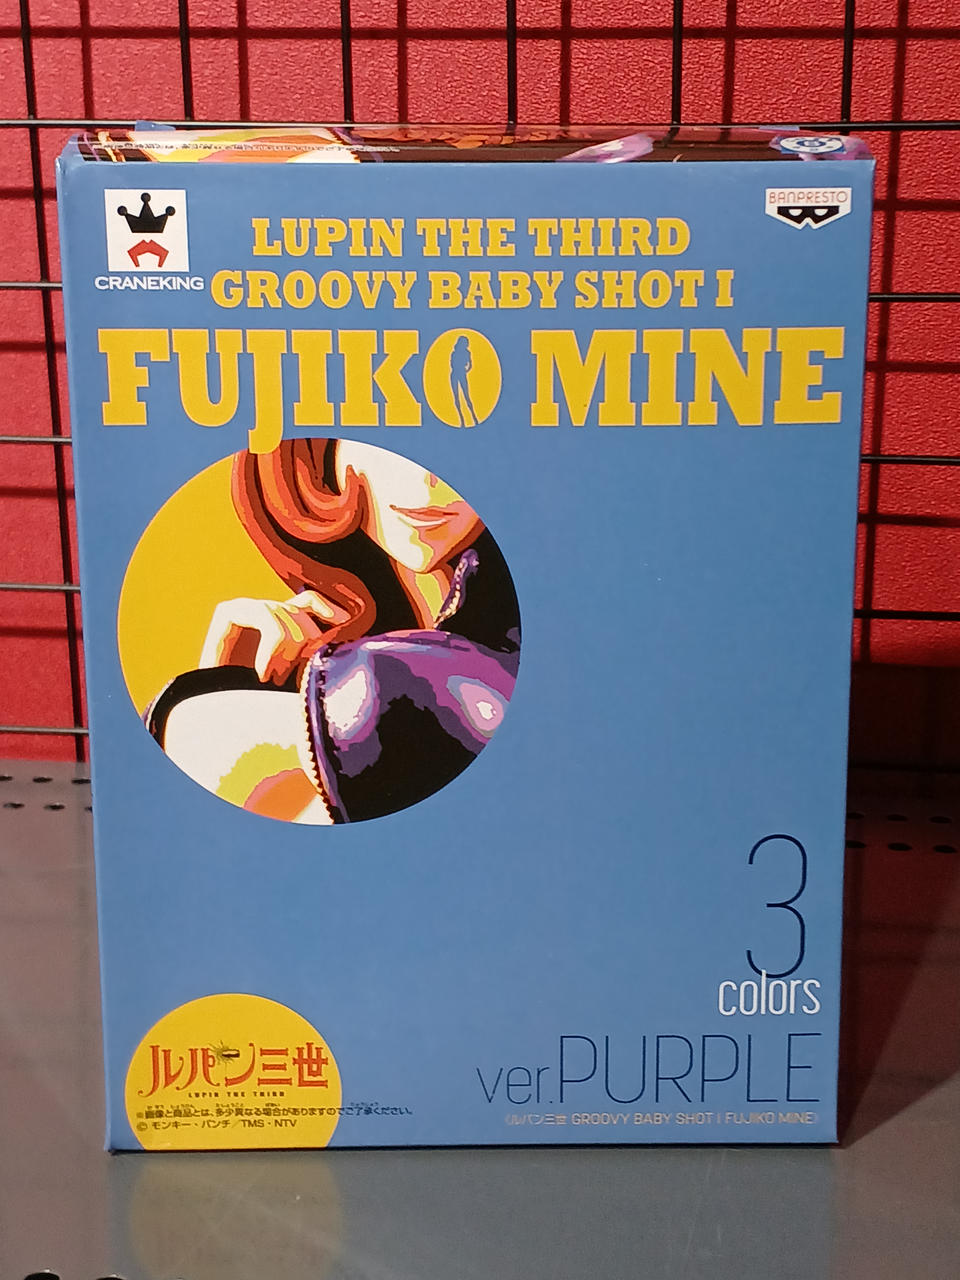 BANPRESTO
CRANEKING
LUPIN THE THIRD
GROOVY BABY SHOT I
FUJIKO MINE
3
colors
ver.PURPLE
《ルパン三世 GROOVY BABY SHOT I FUJIKO MINE》
ルパン三世
LUPIN THE THIRD
※画像と商品とは、多少異なる場合がありますのでご了承ください。
© モンキー・パンチ/TMS・NTV